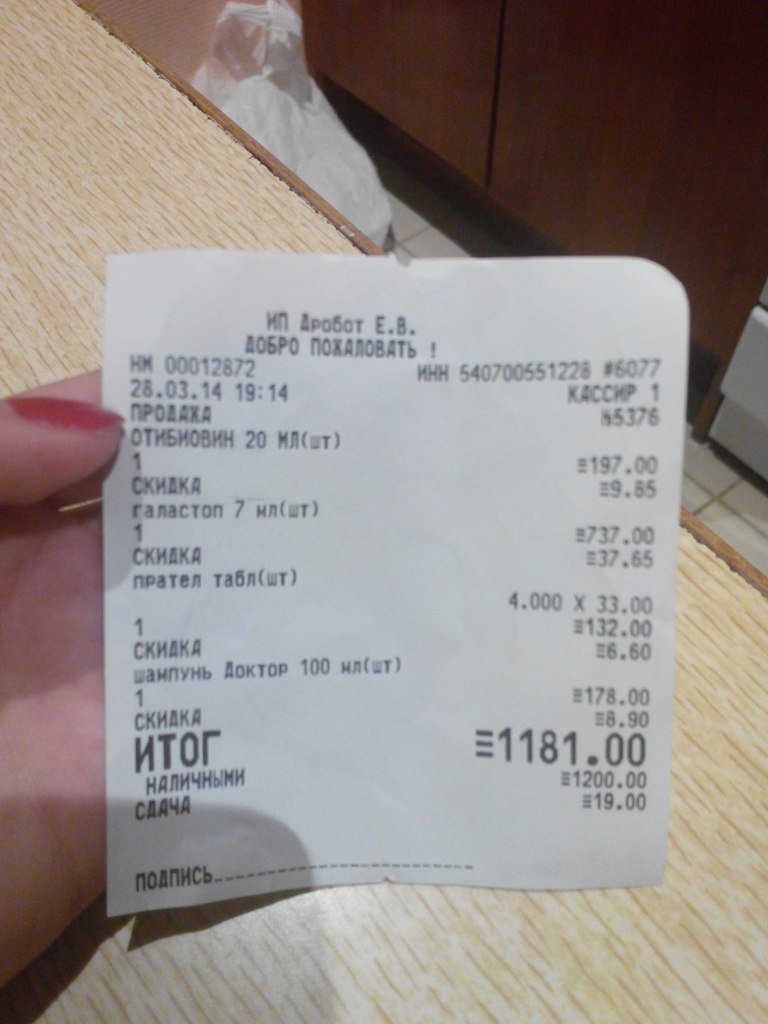 ИП Дробот Е.В.
ДОБРО ПОЖАЛОВАТЬ !
НМ 00012872 ИНН 540700551228 #6077
28.03.14 19:14 КАССИР 1
ПРОДАЖА №5376
ОТИБИОВИН 20 МЛ(шт)
1 ≡197.00
СКИДКА ≡9.85
галастоп 7 мл(шт)
1 ≡737.00
СКИДКА ≡37.65
прател табл(шт)
4.000 X 33.00
1 ≡132.00
СКИДКА ≡6.60
шампунь Доктор 100 мл(шт)
1 ≡178.00
СКИДКА ≡8.90
ИТОГ ≡1181.00
НАЛИЧНЫМИ ≡1200.00
СДАЧА ≡19.00
ПОДПИСЬ